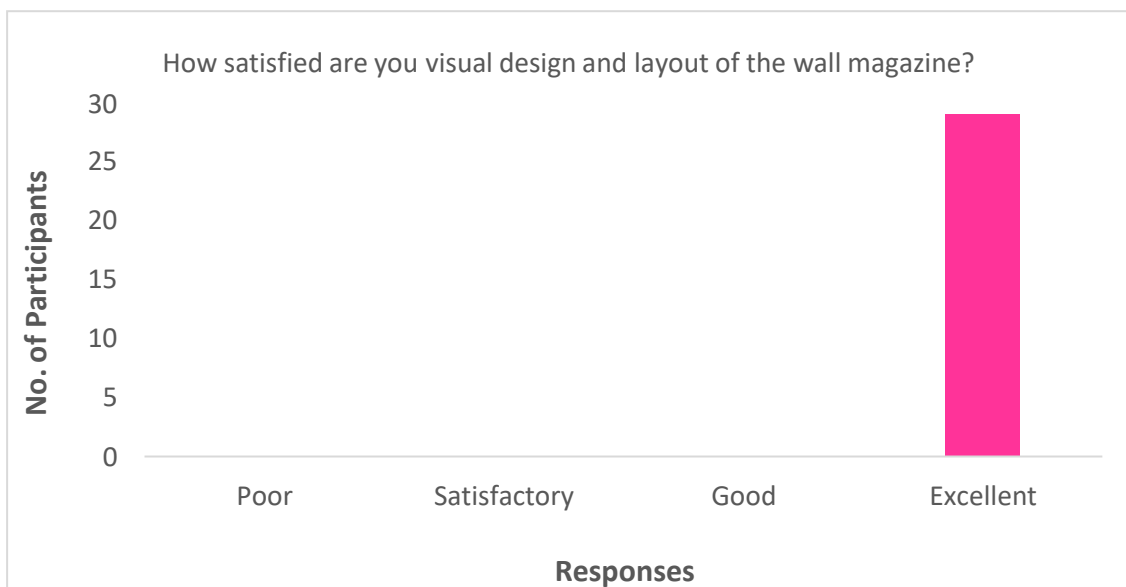 How satisfied are you visual design and layout of the wall magazine?
30
25
20
15
10
5
0
No. of Participants
Poor Satisfactory Good Excellent
Responses